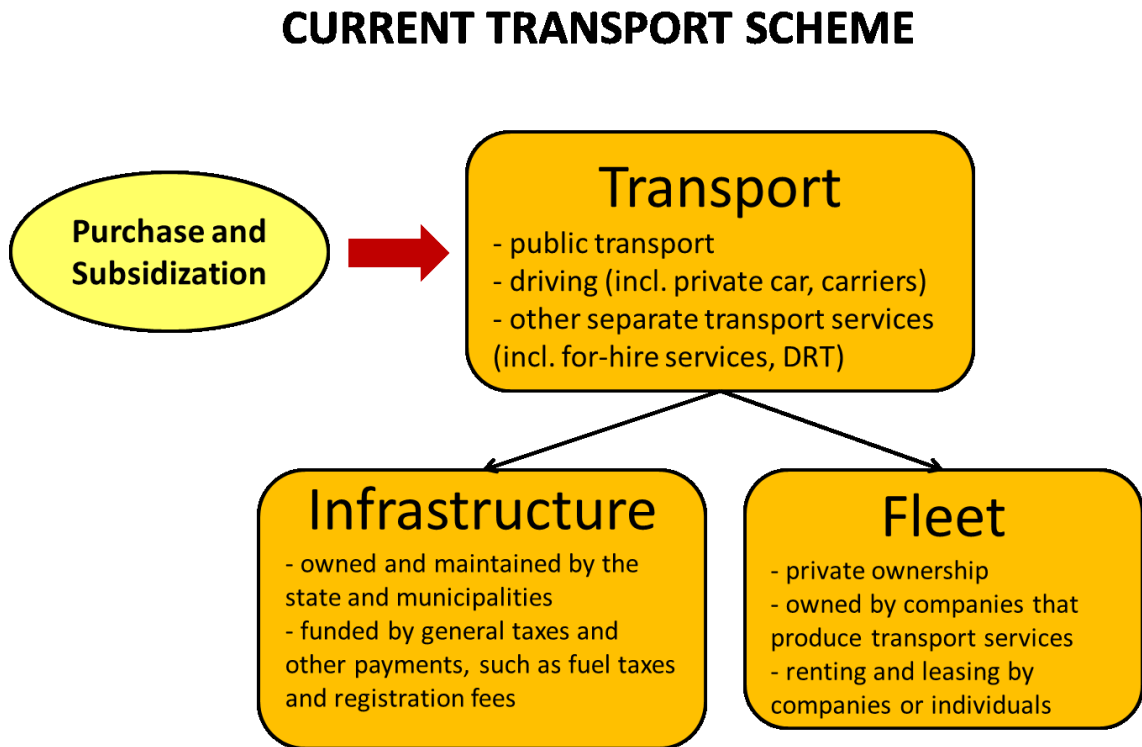 CURRENT TRANSPORT SCHEME
Purchase and
Subsidization
Transport
- public transport
- driving (incl. private car, carriers)
- other separate transport services
(incl. for-hire services, DRT)
Infrastructure
- owned and maintained by the
state and municipalities
- funded by general taxes and
other payments, such as fuel taxes
and registration fees
Fleet
- private ownership
- owned by companies that
produce transport services
- renting and leasing by
companies or individuals